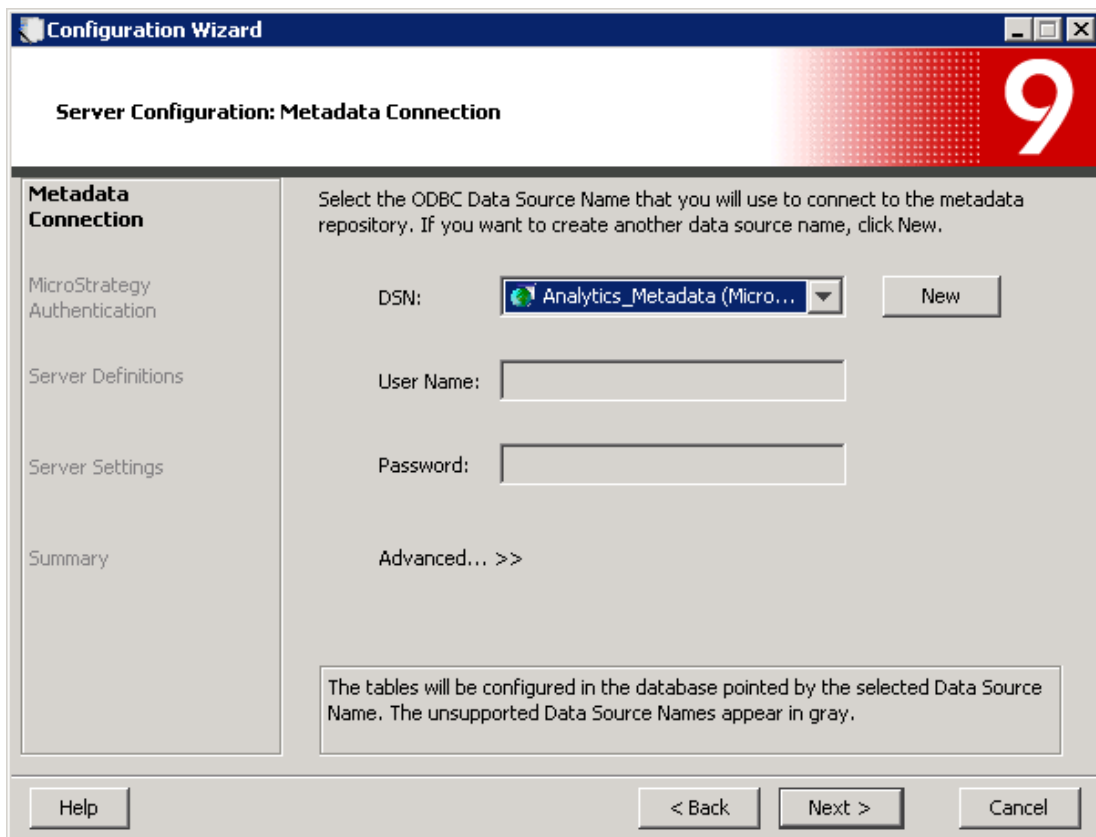 Configuration Wizard
Server Configuration: Metadata Connection
9
Metadata
Connection
MicroStrategy
Authentication
Server Definitions
Server Settings
Summary
Select the ODBC Data Source Name that you will use to connect to the metadata
repository. If you want to create another data source name, click New.
DSN:
Analytics_Metadata (Micro...
New
User Name:
Password:
Advanced... >>
The tables will be configured in the database pointed by the selected Data Source
Name. The unsupported Data Source Names appear in gray.
Help
< Back
Next >
Cancel